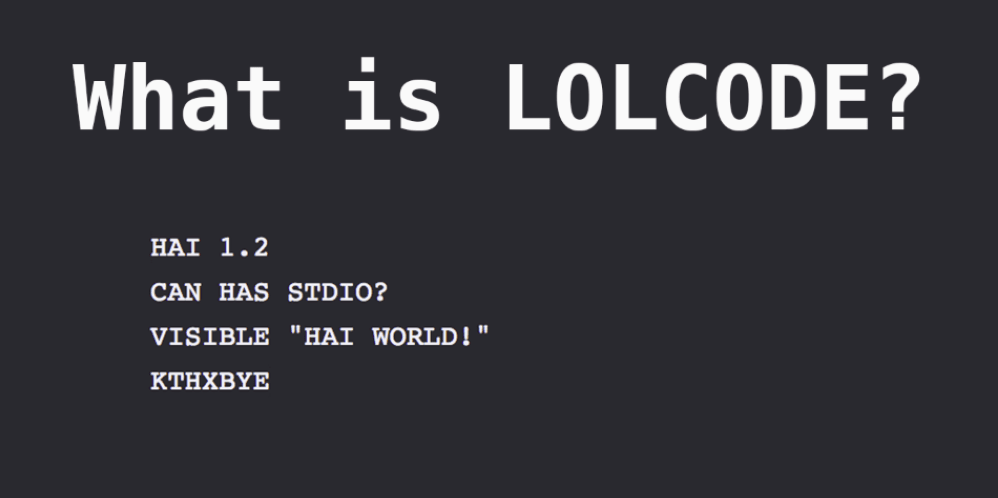 What is LOLCODE?
HAI 1.2
CAN HAS STDIO?
VISIBLE "HAI WORLD!"
KTHXBYE